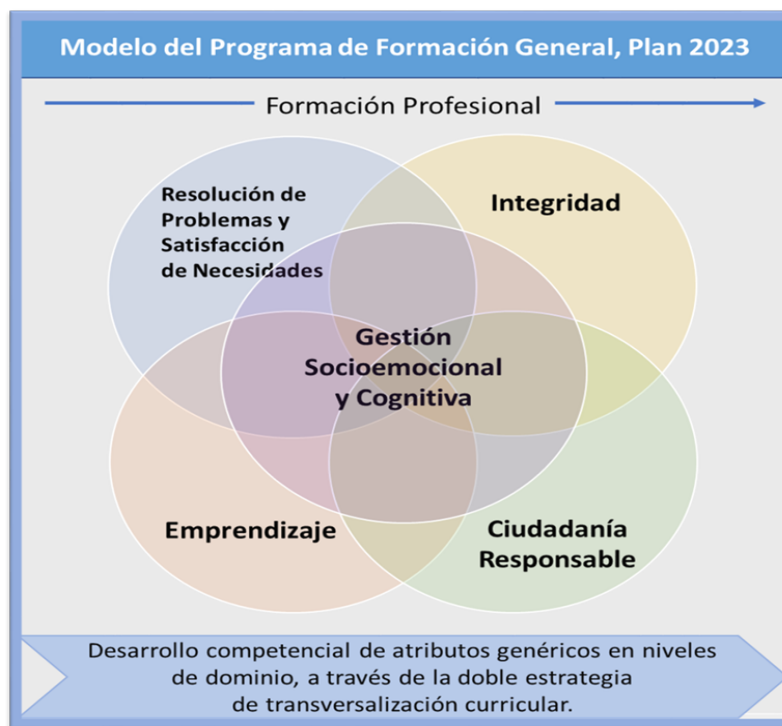 Modelo del Programa de Formación General, Plan 2023
Formación Profesional
Resolución de
Problemas y
Satisfacción
de Necesidades
Integridad
Gestión
Socioemocional
y Cognitiva
Emprendizaje
Ciudadanía
Responsable
Desarrollo competencial de atributos genéricos en niveles
de dominio, a través de la doble estrategia
de transversalización curricular.